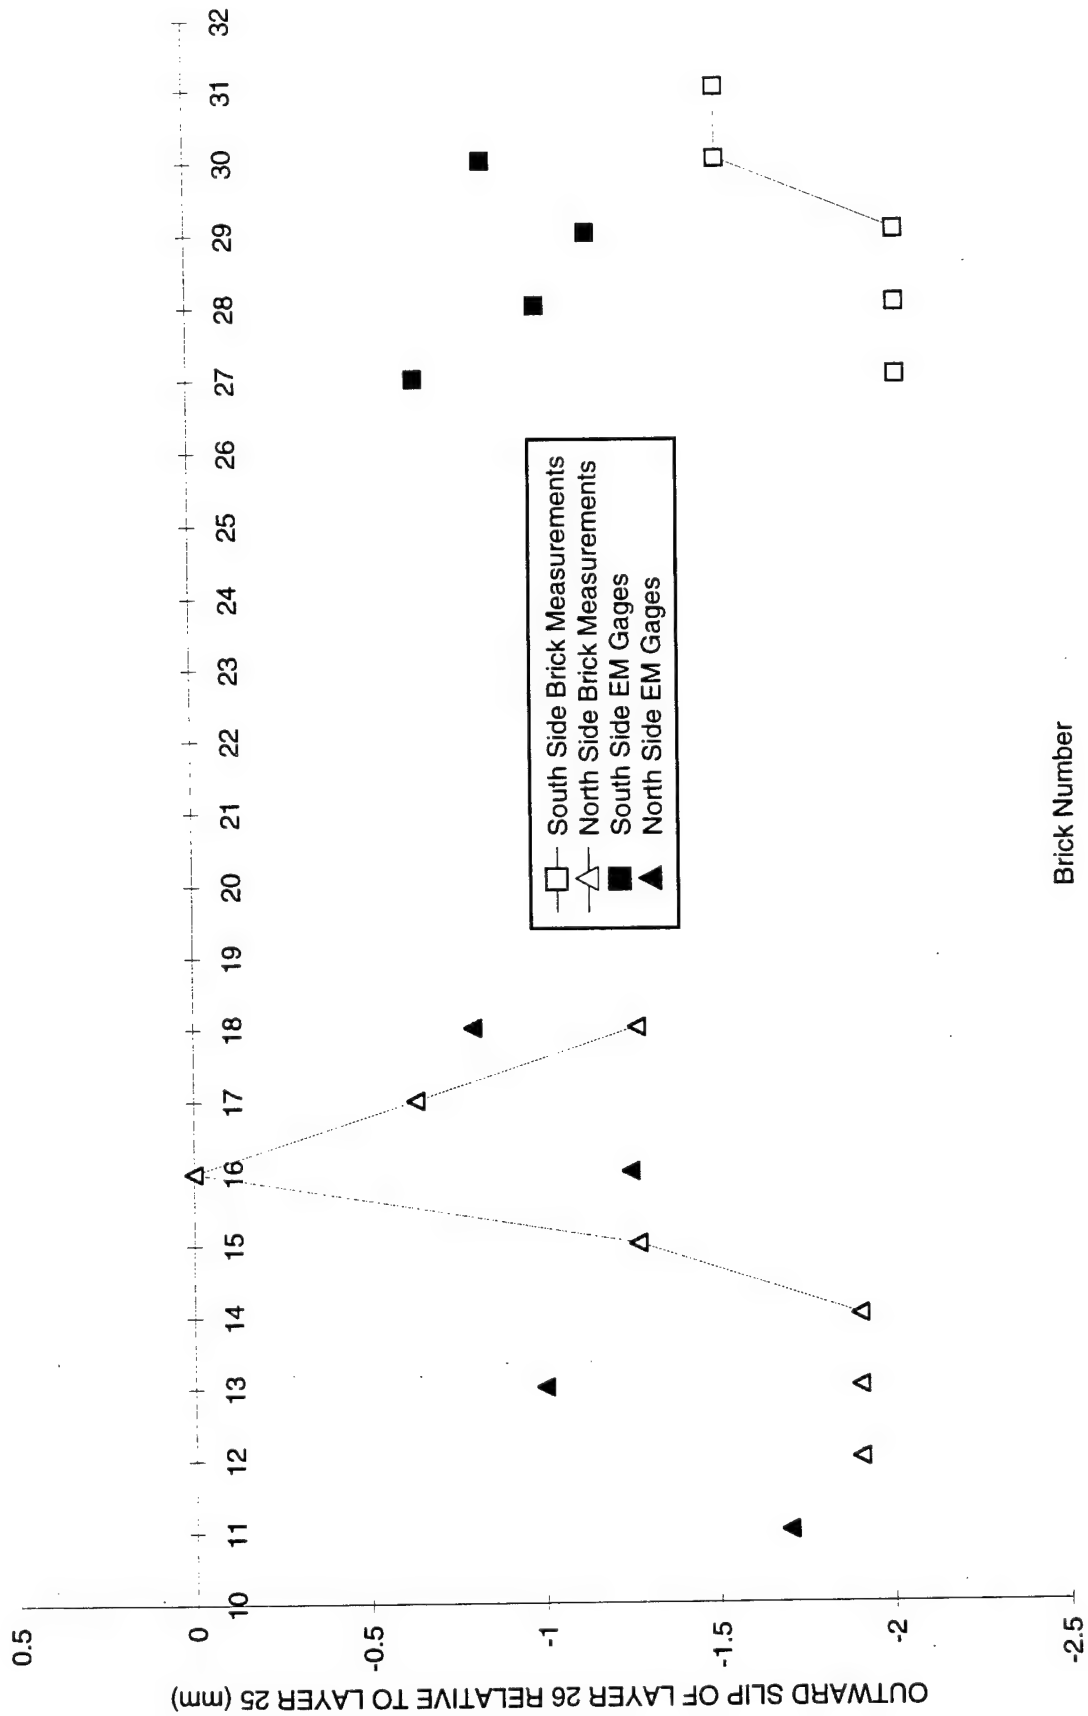 OUTWARD SLIP OF LAYER 26 RELATIVE TO LAYER 25 (mm)
0.5
0
-0.5
-1
-1.5
-2
-2.5
10 11 12 13 14 15 16 17 18 19 20 21 22 23 24 25 26 27 28 29 30 31 32
South Side Brick Measurements
North Side Brick Measurements
South Side EM Gages
North Side EM Gages
Brick Number